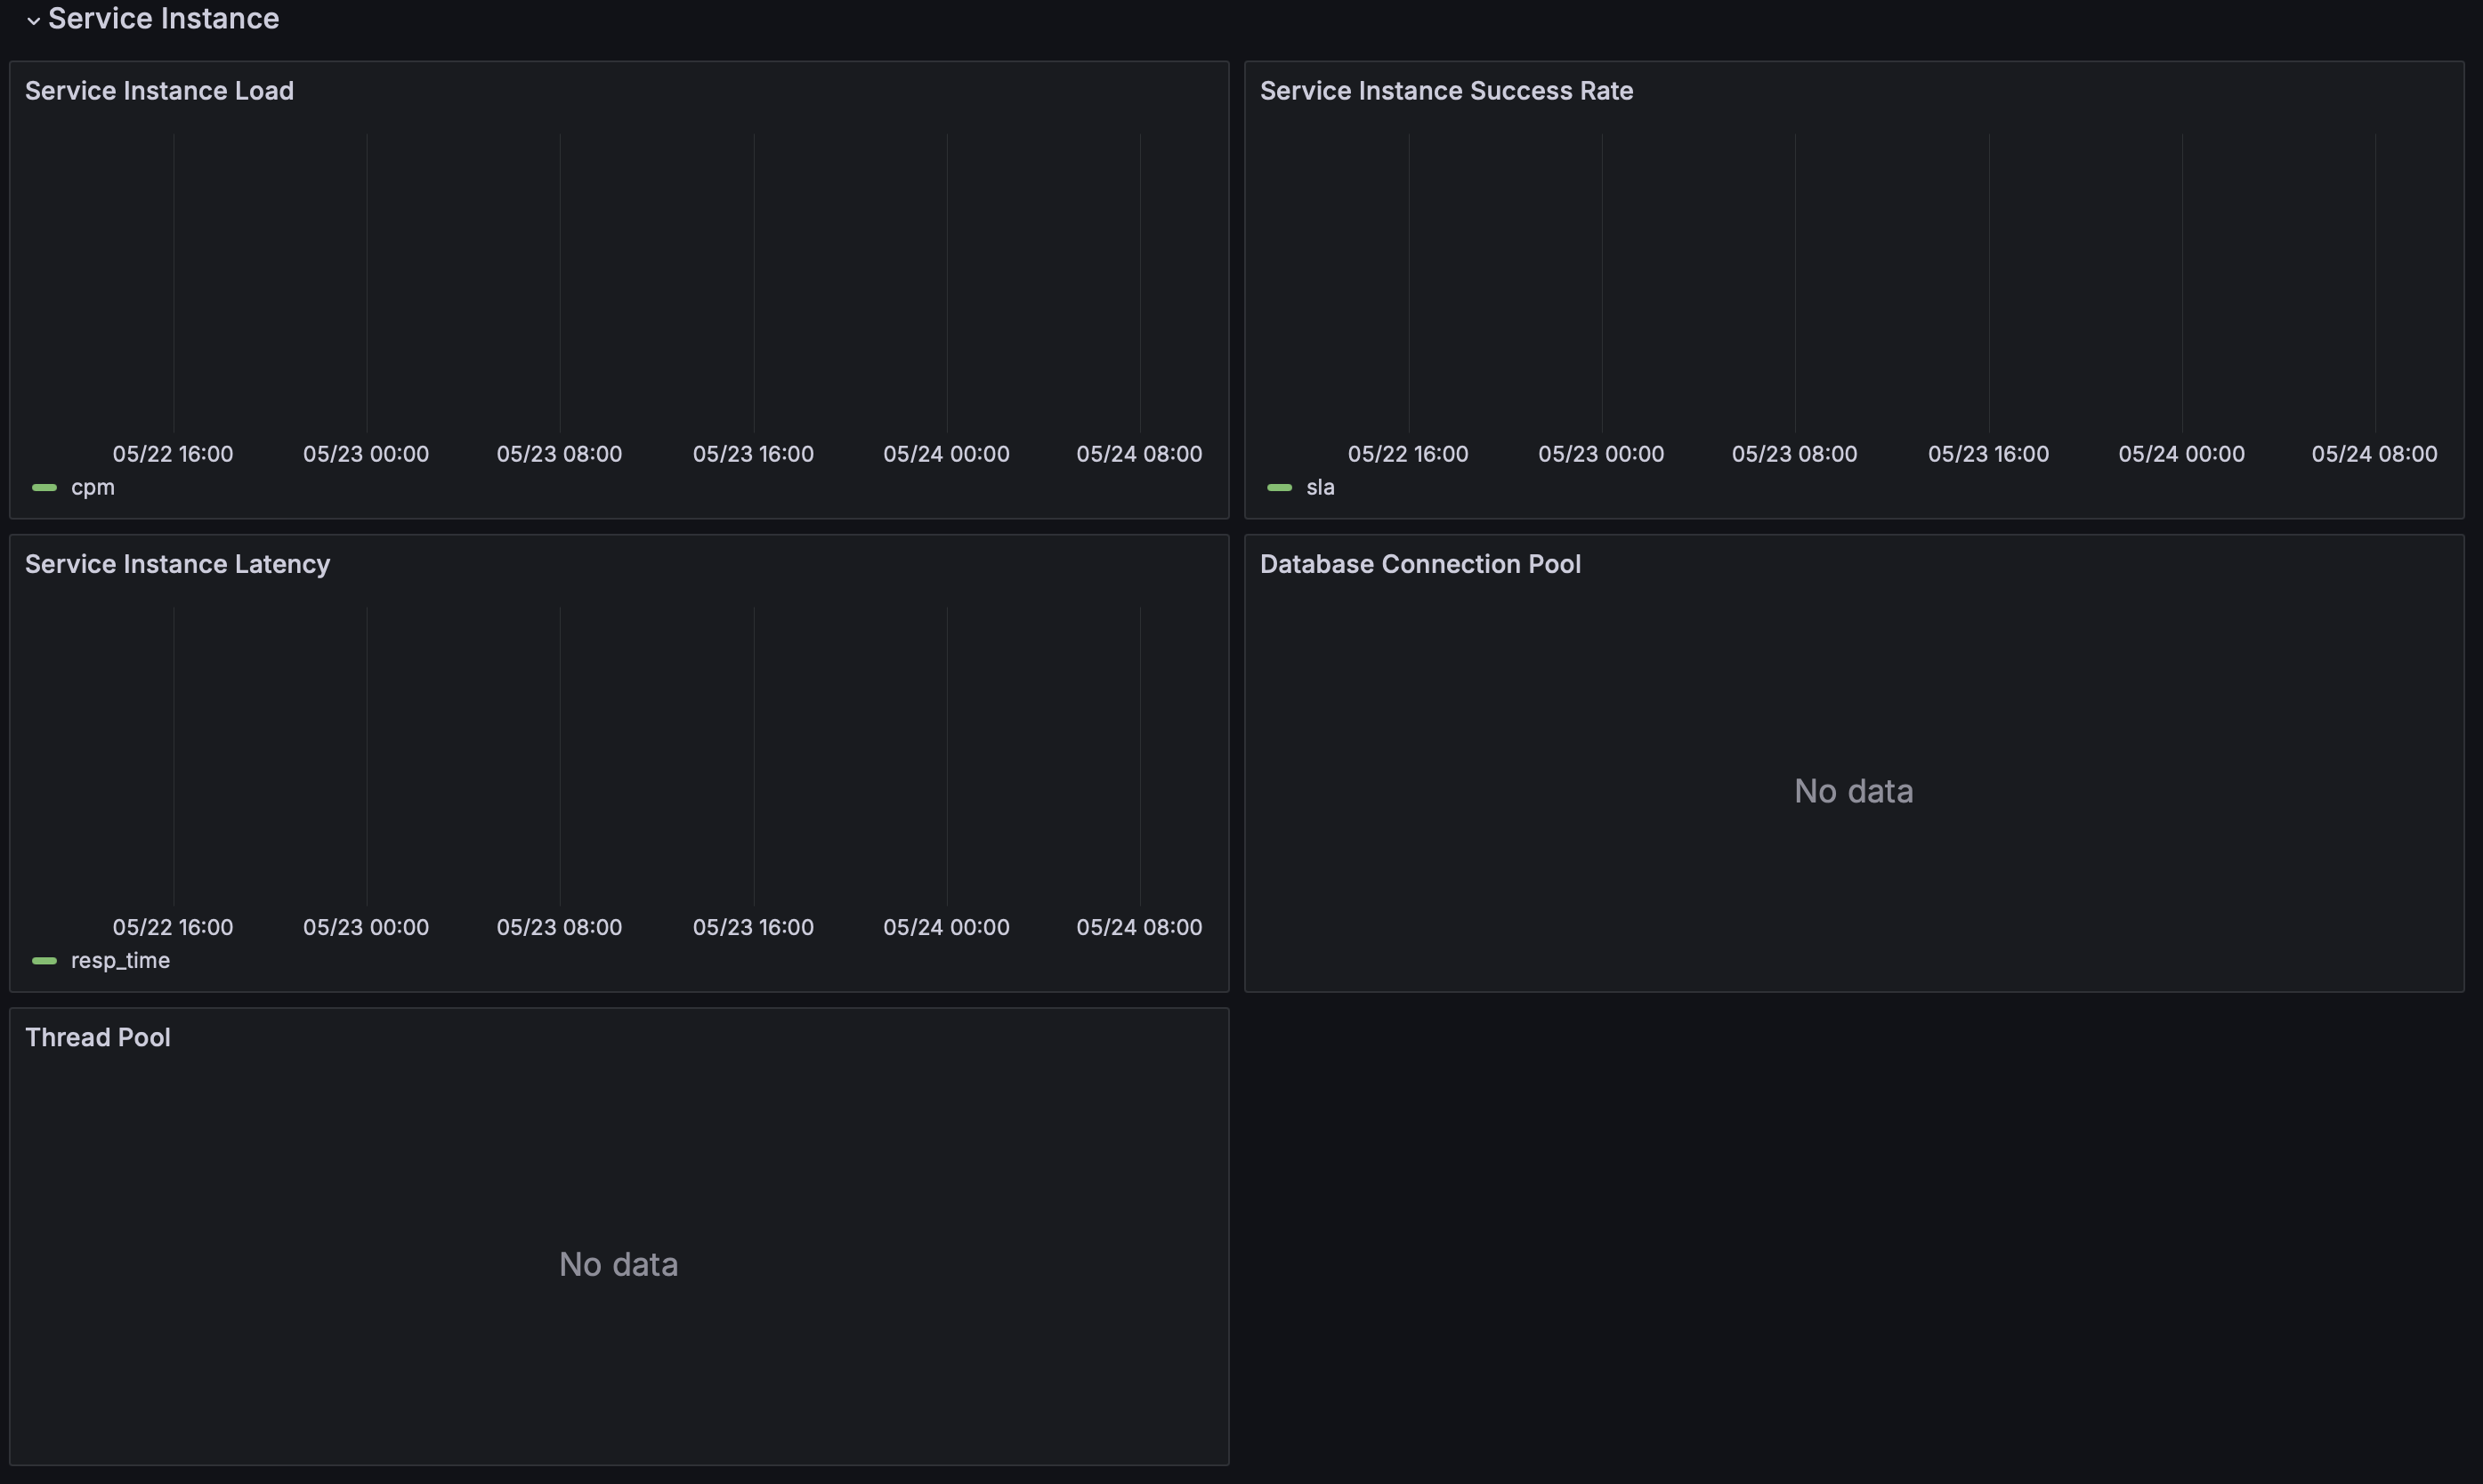 Service Instance
Service Instance Load
05/22 16:00 05/23 00:00 05/23 08:00 05/23 16:00 05/24 00:00 05/24 08:00
cpm
Service Instance Success Rate
05/22 16:00 05/23 00:00 05/23 08:00 05/23 16:00 05/24 00:00 05/24 08:00
sla
Service Instance Latency
05/22 16:00 05/23 00:00 05/23 08:00 05/23 16:00 05/24 00:00 05/24 08:00
resp_time
Database Connection Pool
No data
Thread Pool
No data